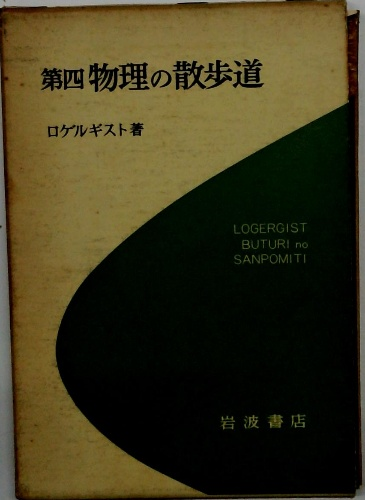 第四 物理の散歩道
ロゲルギスト著
LOGERGIST
BUTURI no
SANPOMITI
岩波書店